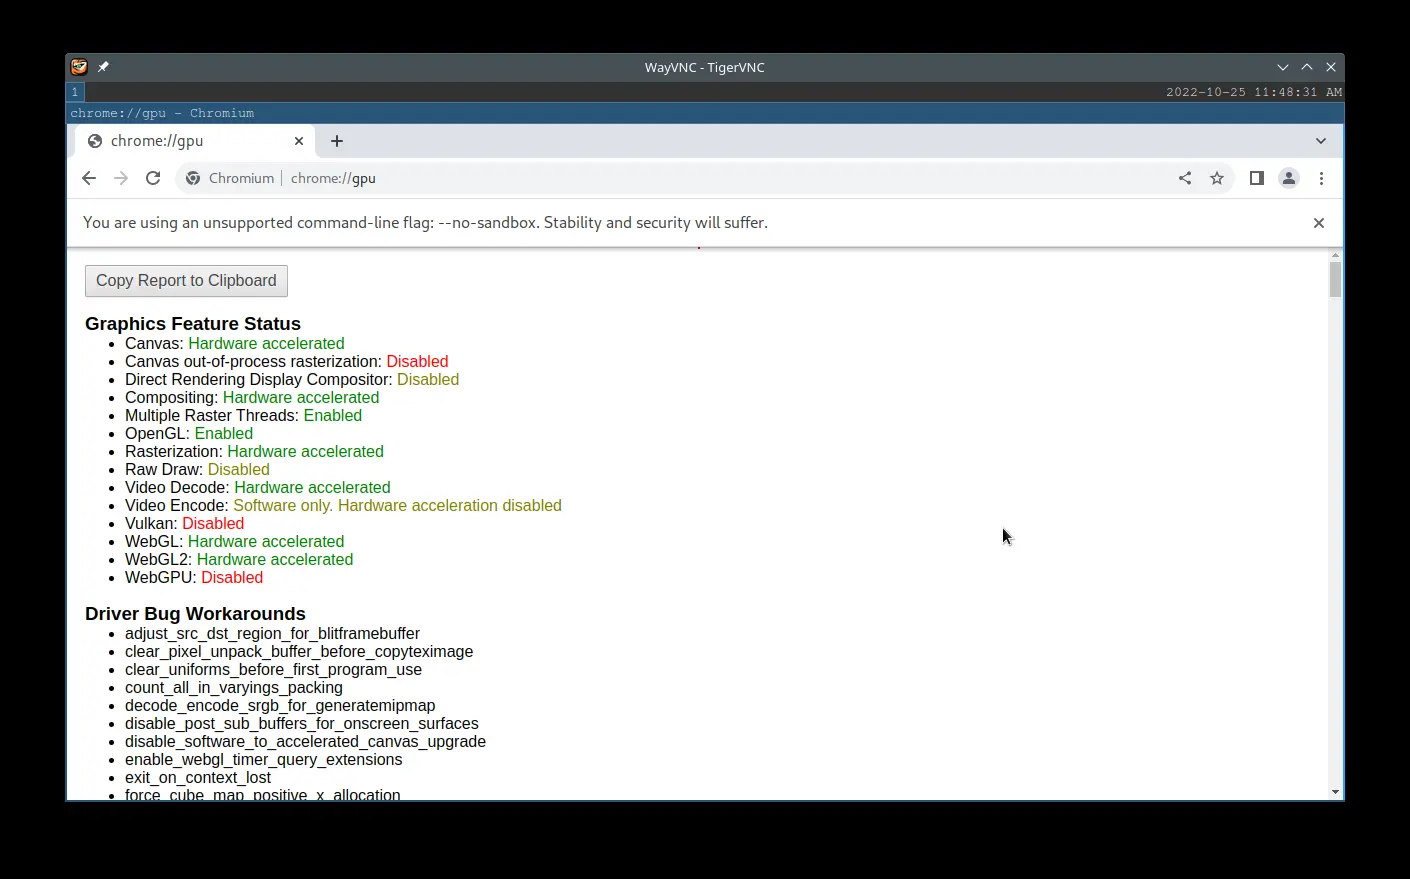 WayVNC - TigerVNC
1
2022-10-25 11:48:31 AM
chrome://gpu - Chromium
chrome://gpu
Chromium | chrome://gpu
You are using an unsupported command-line flag: --no-sandbox. Stability and security will suffer.
Copy Report to Clipboard
Graphics Feature Status
Canvas: Hardware accelerated
Canvas out-of-process rasterization: Disabled
Direct Rendering Display Compositor: Disabled
Compositing: Hardware accelerated
Multiple Raster Threads: Enabled
OpenGL: Enabled
Rasterization: Hardware accelerated
Raw Draw: Disabled
Video Decode: Hardware accelerated
Video Encode: Software only. Hardware acceleration disabled
Vulkan: Disabled
WebGL: Hardware accelerated
WebGL2: Hardware accelerated
WebGPU: Disabled
Driver Bug Workarounds
adjust_src_dst_region_for_blitframebuffer
clear_pixel_unpack_buffer_before_copyteximage
clear_uniforms_before_first_program_use
count_all_in_varyings_packing
decode_encode_srgb_for_generatemipmap
disable_post_sub_buffers_for_onscreen_surfaces
disable_software_to_accelerated_canvas_upgrade
enable_webgl_timer_query_extensions
exit_on_context_lost
force_cube_map_positive_x_allocation